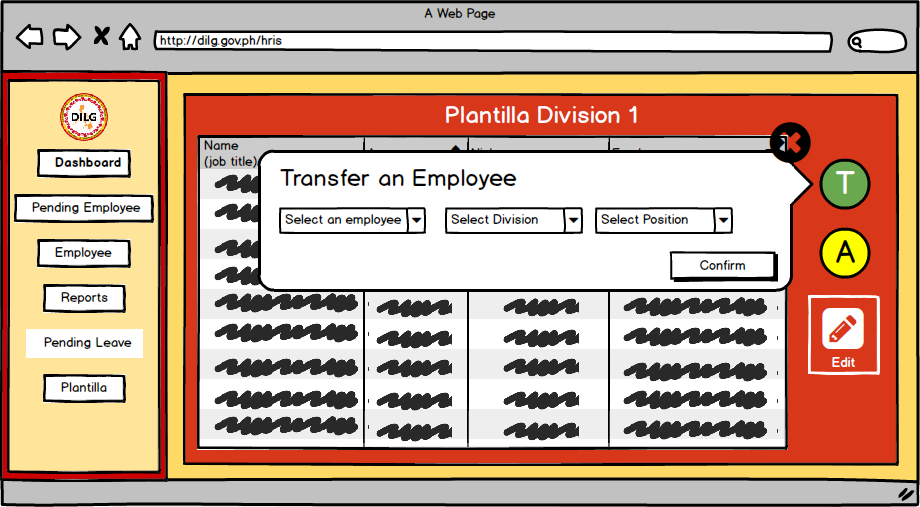 A Web Page
http://dilg.gov.ph/hris
DILG
Dashboard
Pending Employee
Employee
Reports
Pending Leave
Plantilla
Plantilla Division 1
Name
(job title)
Transfer an Employee
Select an employee
Select Division
Select Position
Confirm
T
A
Edit